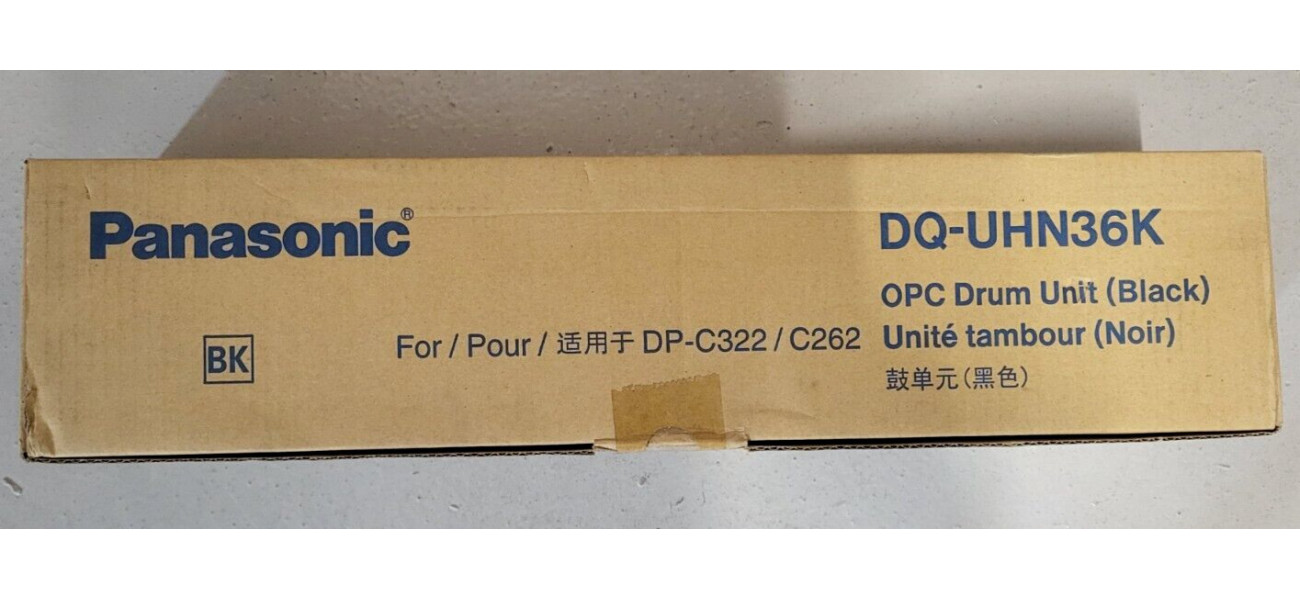 Panasonic®
DQ-UHN36K
OPC Drum Unit (Black)
BK
For / Pour / 适用于 DP-C322 / C262
Unité tambour (Noir)
鼓单元(黑色)